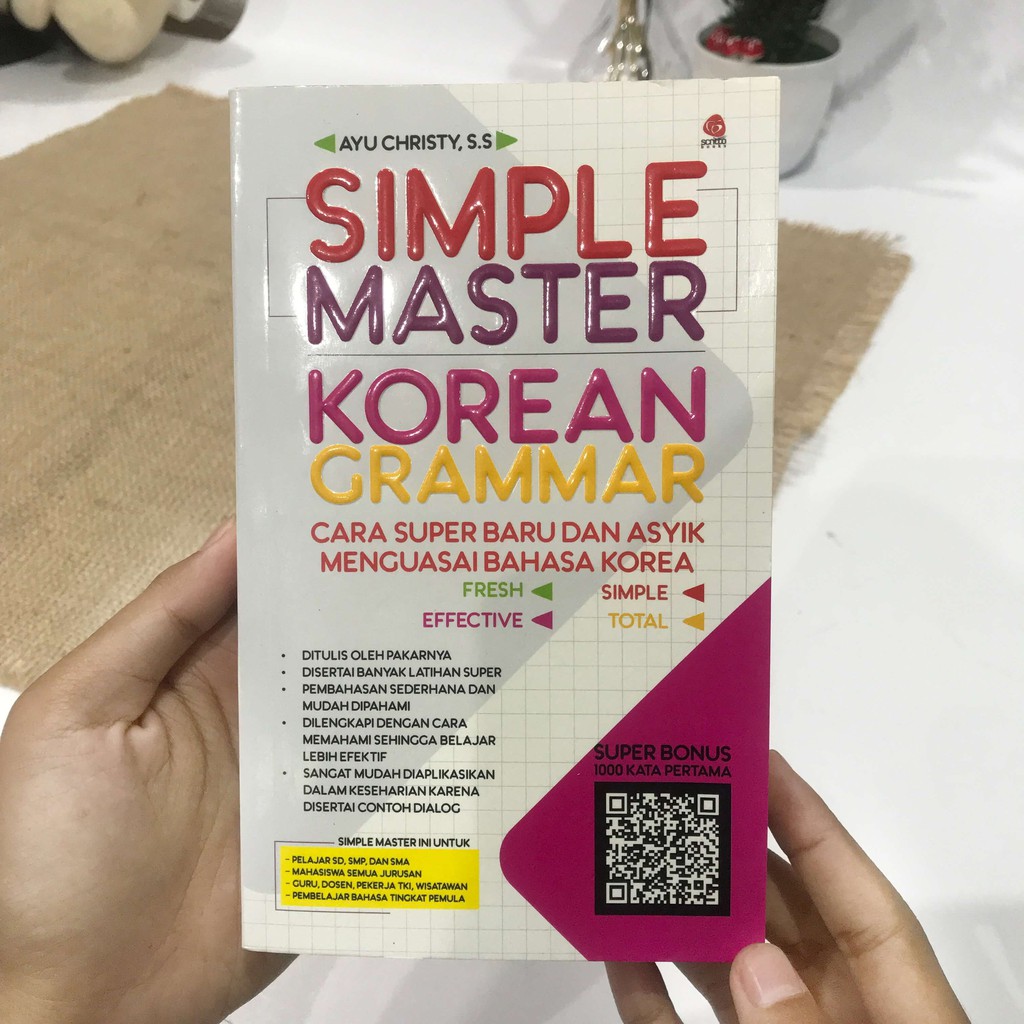 AYU CHRISTY, S.S
SIMPLE
MASTER
KOREAN
GRAMMAR
CARA SUPER BARU DAN ASYIK
MENGUASAI BAHASA KOREA
FRESH SIMPLE
EFFECTIVE TOTAL
• DITULIS OLEH PAKARNYA
• DISERTAI BANYAK LATIHAN SUPER
• PEMBAHASAN SEDERHANA DAN
MUDAH DIPAHAMI
• DILENGKAPI DENGAN CARA
MEMAHAMI SEHINGGA BELAJAR
LEBIH EFEKTIF
• SANGAT MUDAH DIAPLIKASIKAN
DALAM KESEHARIAN KARENA
DISERTAI CONTOH DIALOG
SIMPLE MASTER INI UNTUK
- PELAJAR SD, SMP, DAN SMA
- MAHASISWA SEMUA JURUSAN
- GURU, DOSEN, PEKERJA TKI, WISATAWAN
- PEMBELAJAR BAHASA TINGKAT PEMULA
SUPER BONUS
1000 KATA PERTAMA